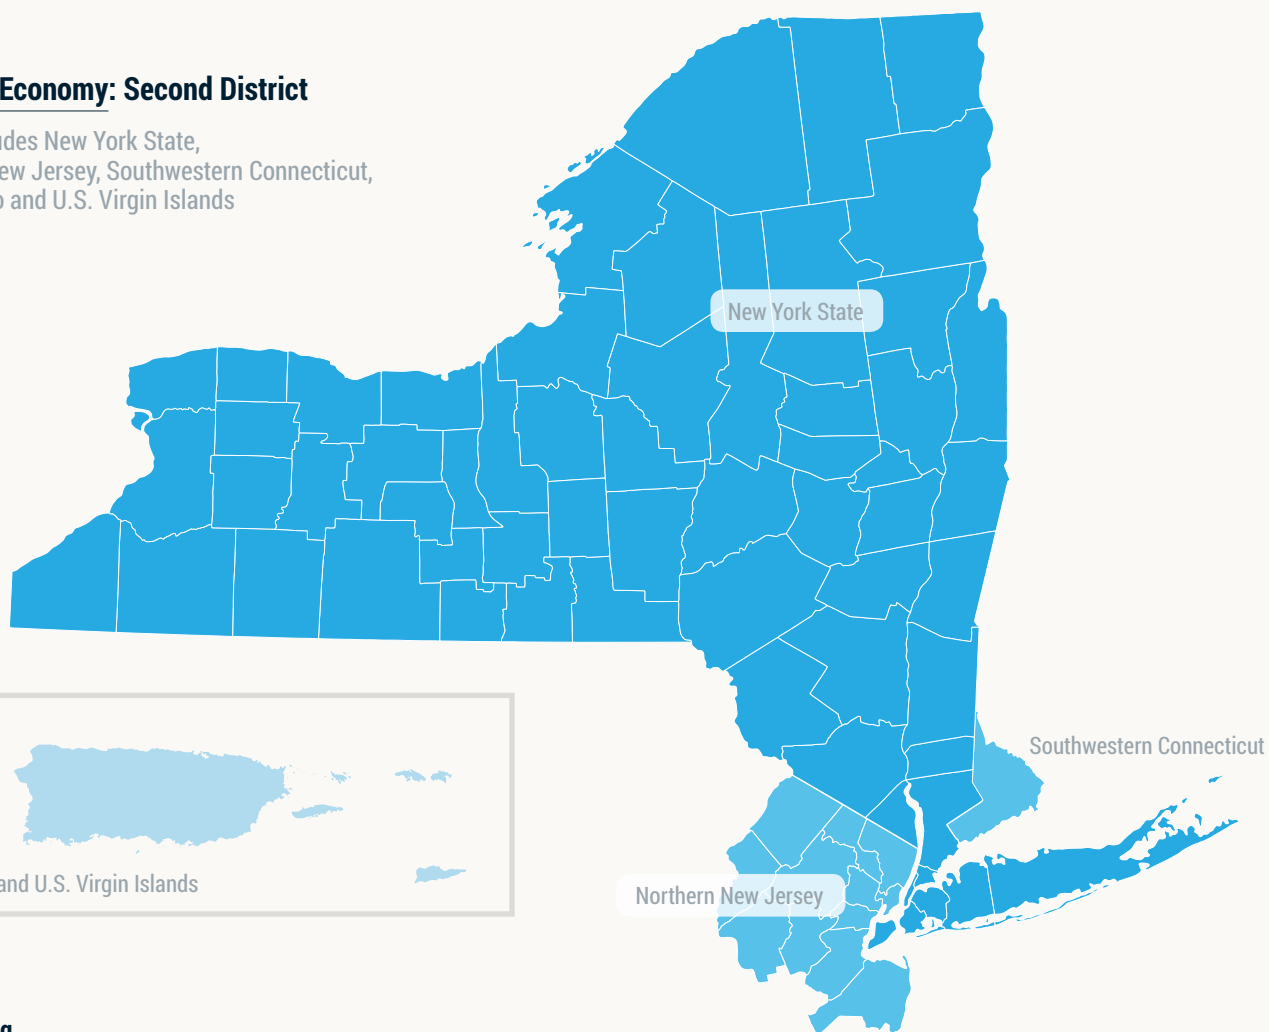 Economy: Second District
udes New York State,
ew Jersey, Southwestern Connecticut,
o and U.S. Virgin Islands
New York State
Southwestern Connecticut
and U.S. Virgin Islands
Northern New Jersey